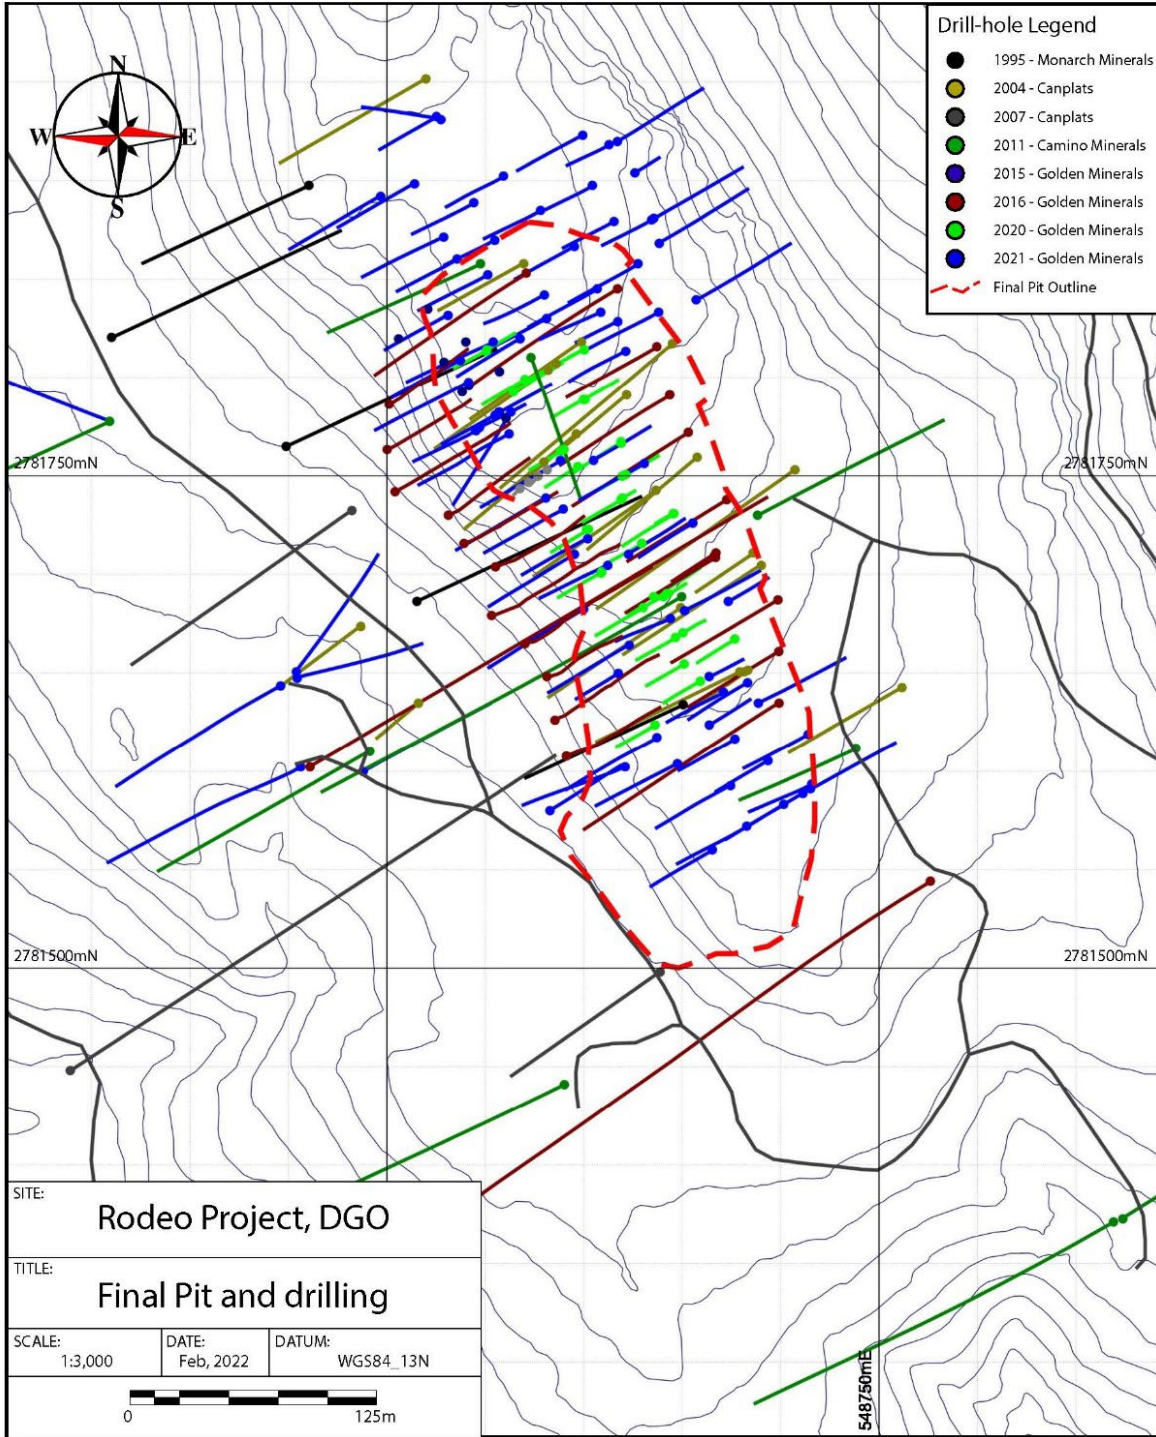 Drill-hole Legend
1995 - Monarch Minerals
2004 - Canplats
2007 - Canplats
2011 - Camino Minerals
2015 - Golden Minerals
2016 - Golden Minerals
2020 - Golden Minerals
2021 - Golden Minerals
Final Pit Outline
N
W E
S
2781750mN 2781750mN
2781500mN 2781500mN
548750mE
SITE:
Rodeo Project, DGO
TITLE:
Final Pit and drilling
SCALE: DATE: DATUM:
1:3,000 Feb, 2022 WGS84_13N
0 125m